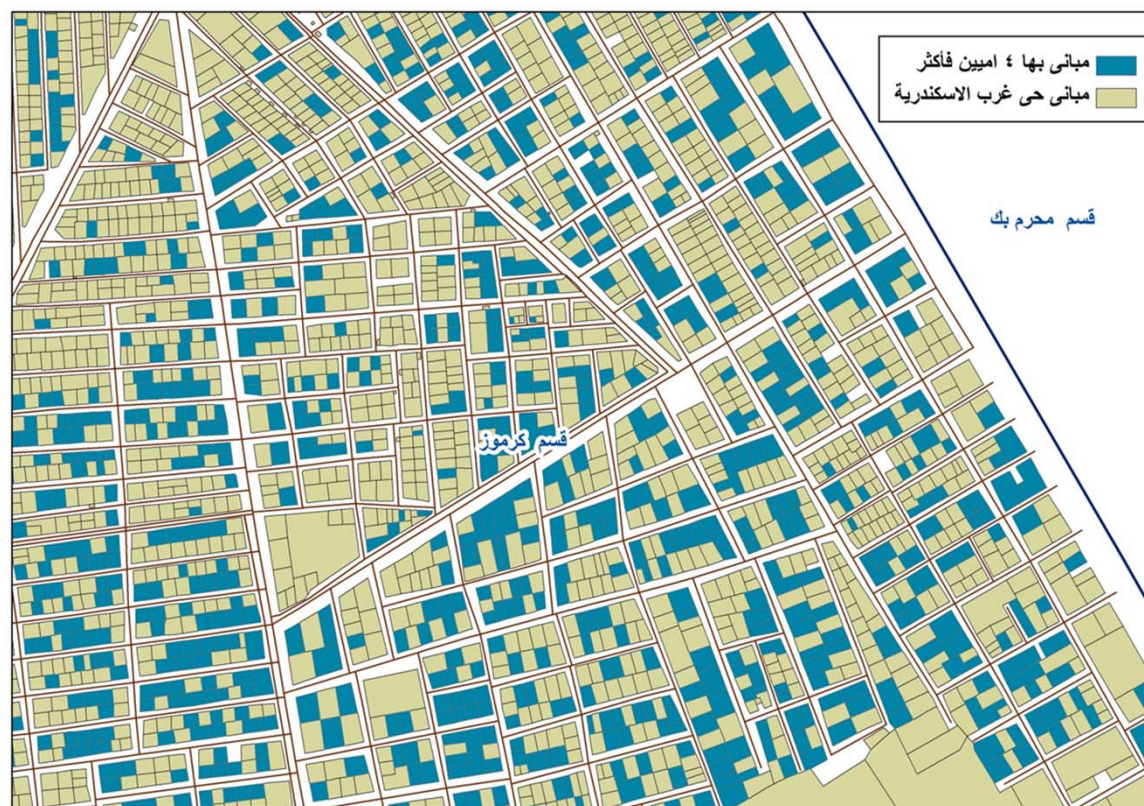 مبانى بها ٤ اميين فأكثر
مبانى حى غرب الاسكندرية
قسم محرم بك
قسم كرموز